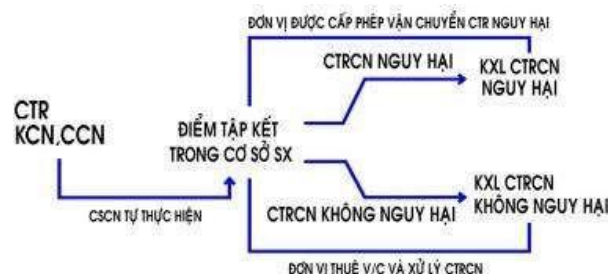 ĐƠN VỊ ĐƯỢC CẤP PHÉP VẬN CHUYỂN CTR NGUY HẠI
CTRCN NGUY HẠI
KXL CTRCN
NGUY HẠI
CTR
KCN,CCN
ĐIỂM TẬP KẾT
TRONG CƠ SỞ SX
CSCN TỰ THỰC HIỆN
CTRCN KHÔNG NGUY HẠI
KXL CTRCN
KHÔNG NGUY HẠI
ĐƠN VỊ THUÊ V/C VÀ XỬ LÝ CTRCN